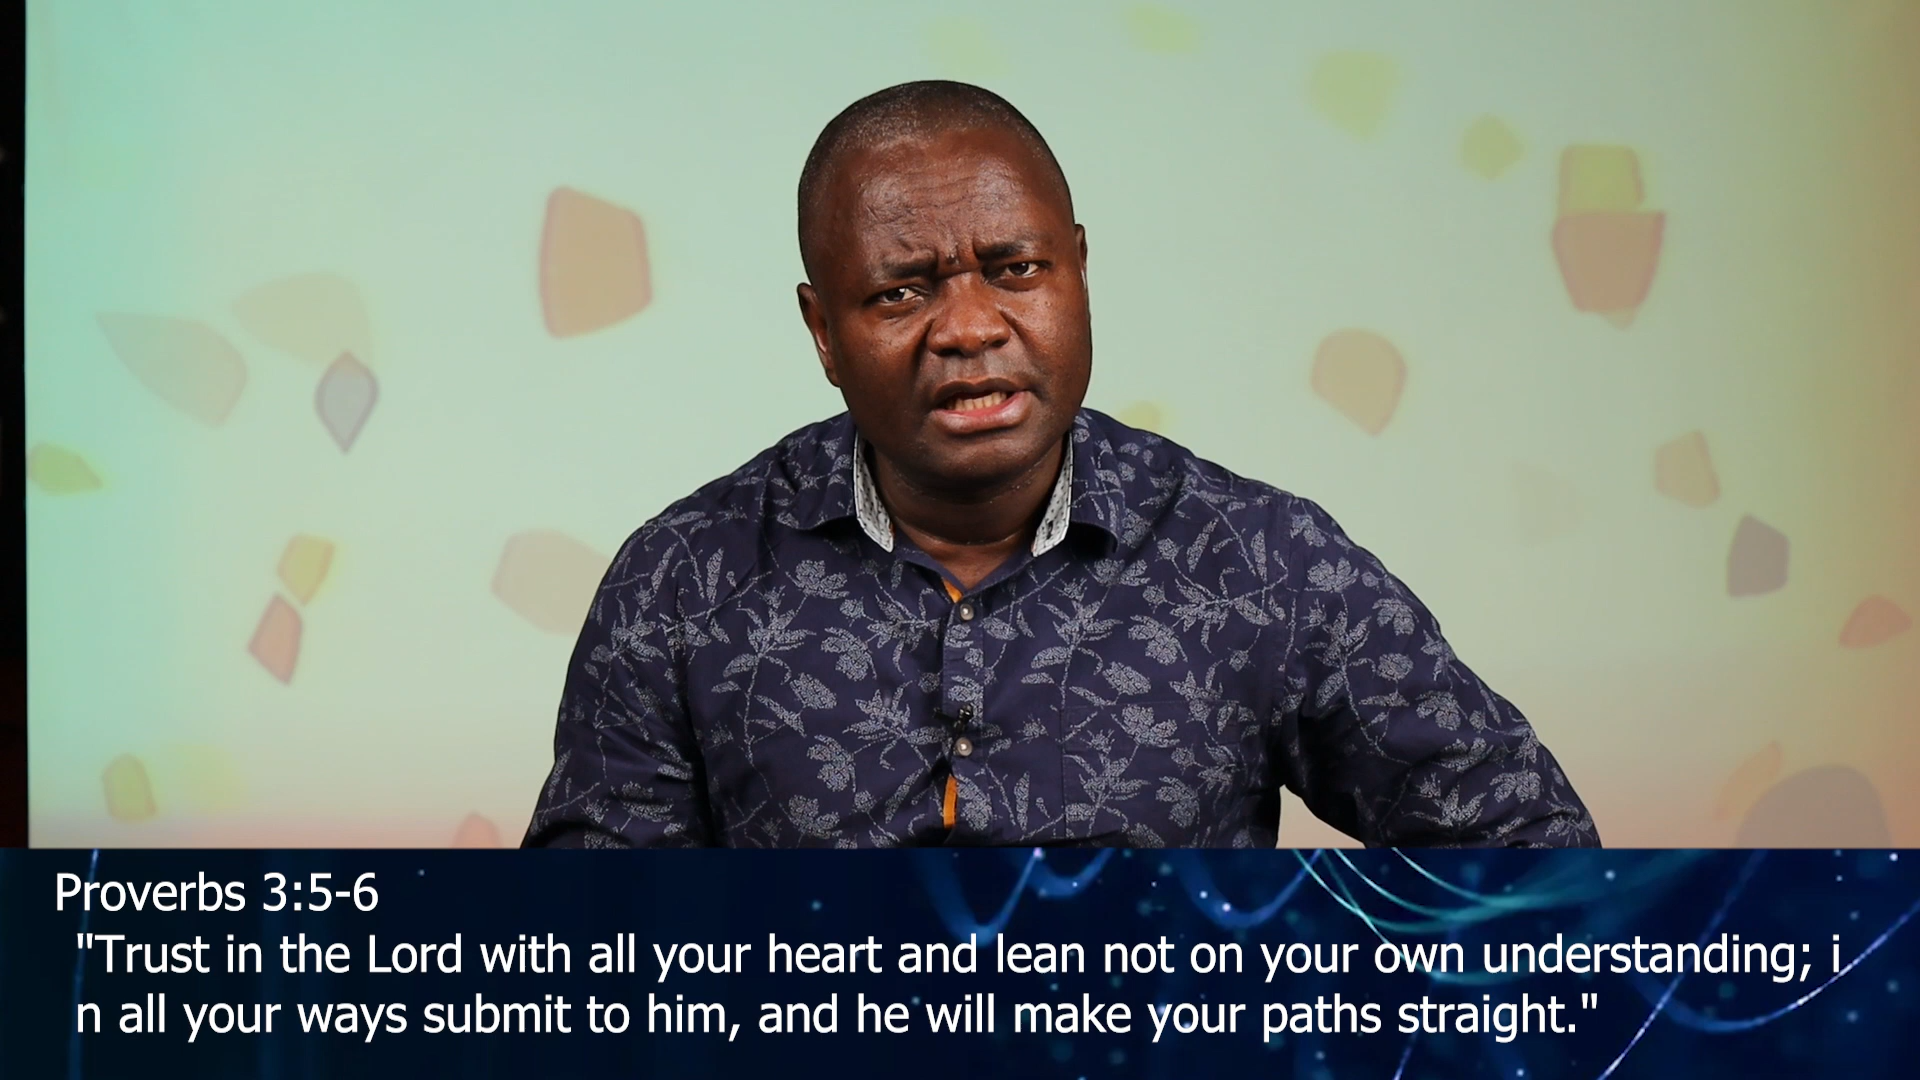 Proverbs 3:5-6
"Trust in the Lord with all your heart and lean not on your own understanding; i
n all your ways submit to him, and he will make your paths straight."